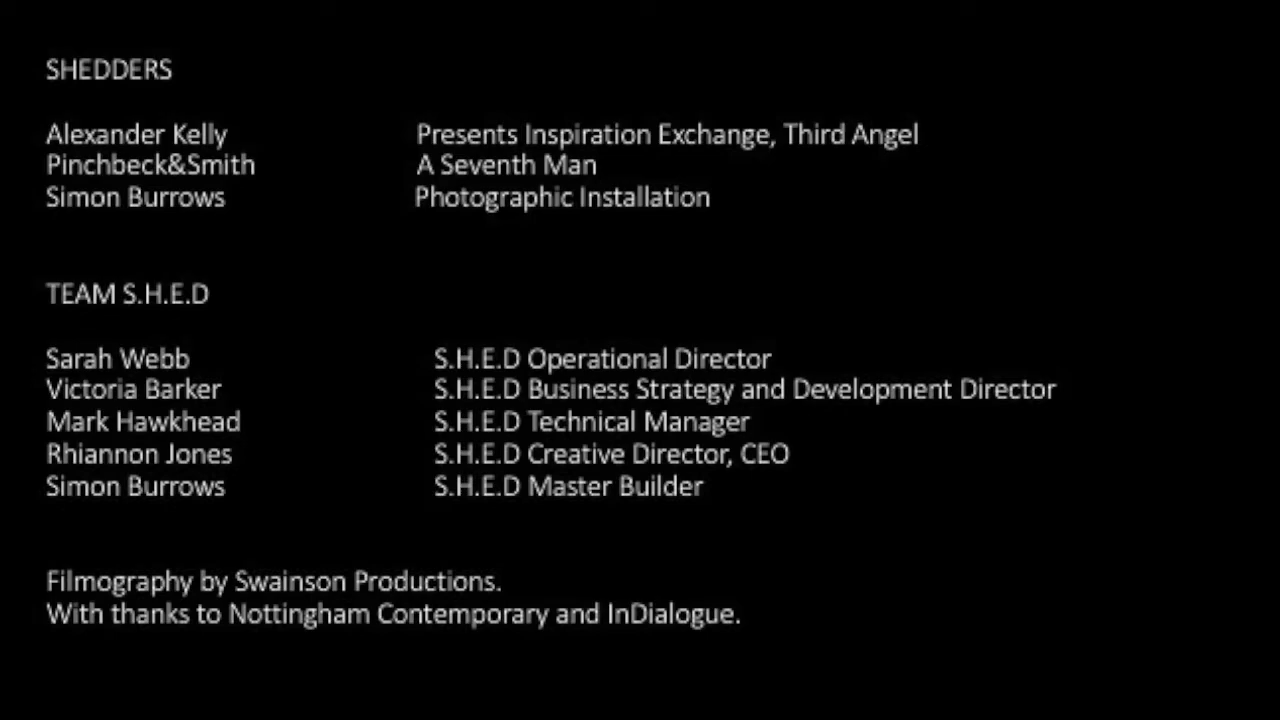 SHEDDERS
Alexander Kelly Presents Inspiration Exchange, Third Angel
Pinchbeck&Smith A Seventh Man
Simon Burrows Photographic Installation
TEAM S.H.E.D
Sarah Webb S.H.E.D Operational Director
Victoria Barker S.H.E.D Business Strategy and Development Director
Mark Hawkhead S.H.E.D Technical Manager
Rhiannon Jones S.H.E.D Creative Director, CEO
Simon Burrows S.H.E.D Master Builder
Filmography by Swainson Productions.
With thanks to Nottingham Contemporary and InDialogue.